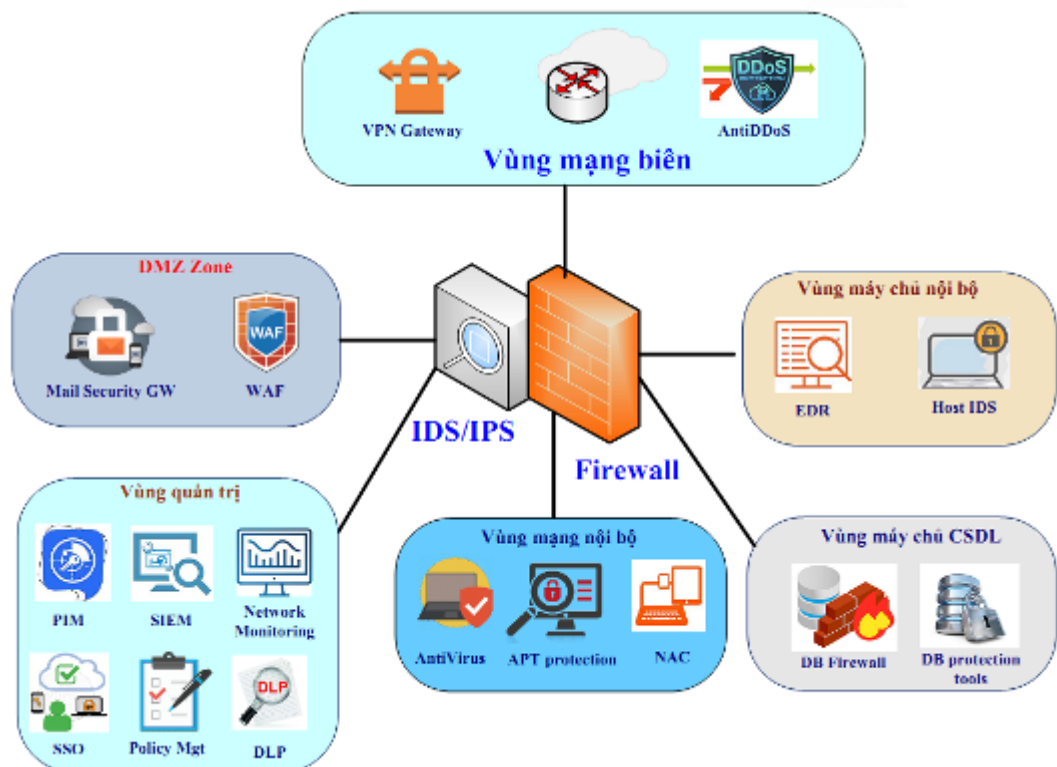 DDoS
VPN Gateway
AntiDDoS
Vùng mạng biên
DMZ Zone
WAF
Mail Security GW
WAF
IDS/IPS
Firewall
Vùng máy chủ nội bộ
EDR
Host IDS
Vùng quản trị
PIM
SIEM
Network
Monitoring
DLP
SSO
Policy Mgt
DLP
Vùng mạng nội bộ
AntiVirus
APT protection
NAC
Vùng máy chủ CSDL
DB Firewall
DB protection
tools